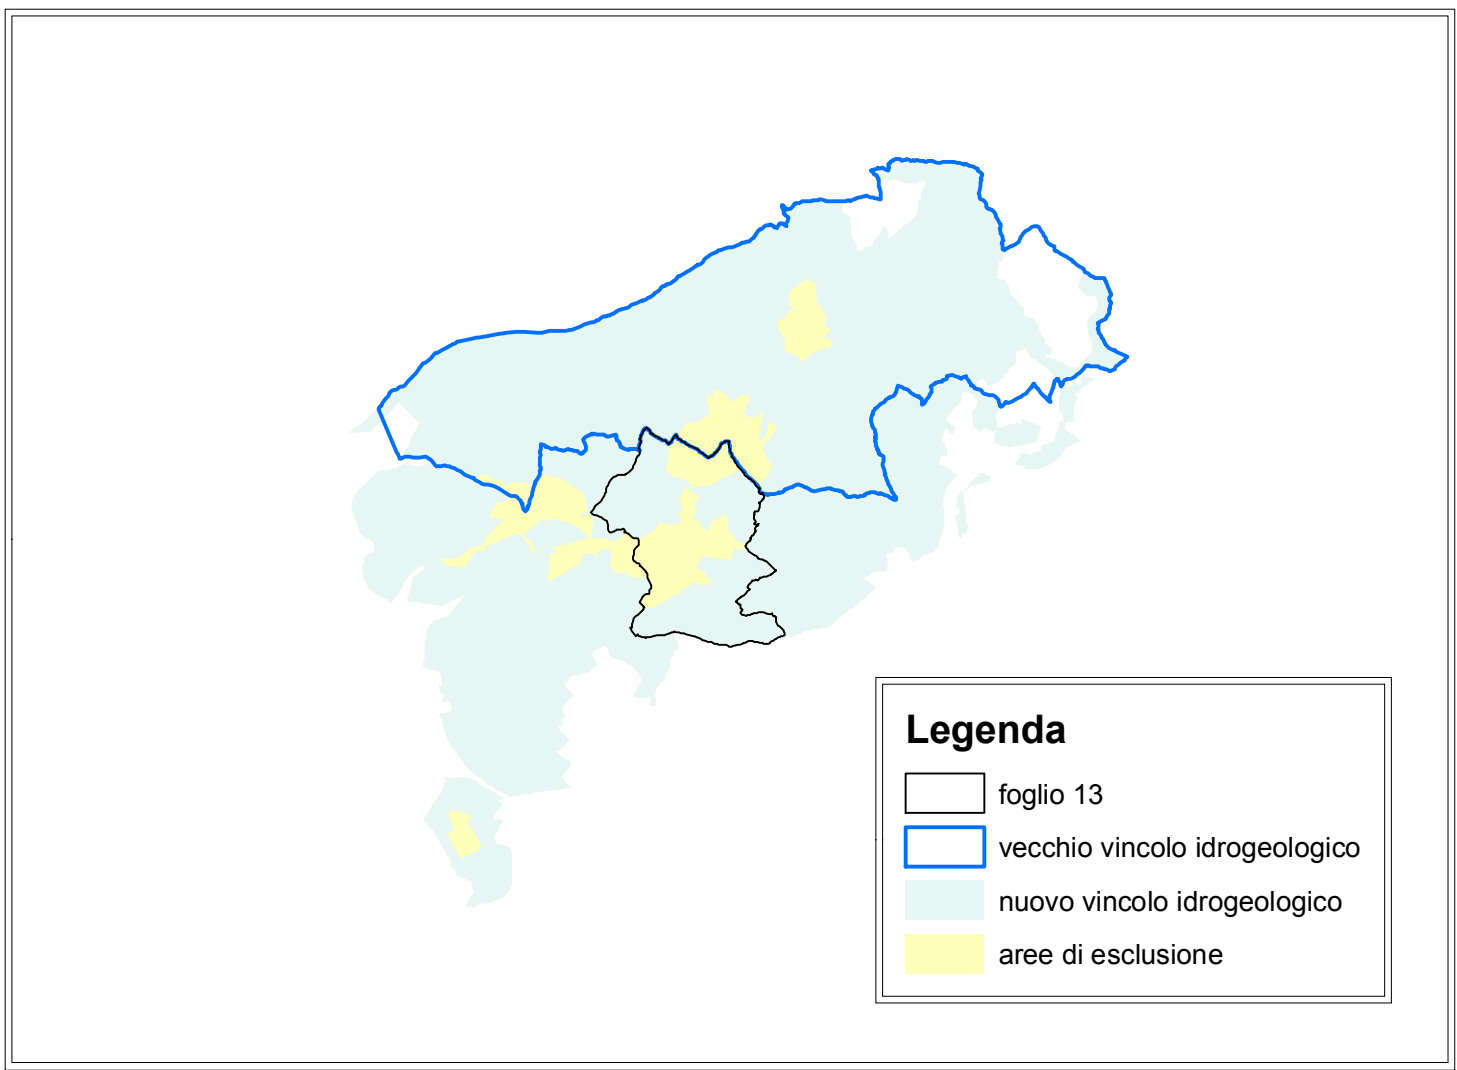 Legenda
foglio 13
vecchio vincolo idrogeologico
nuovo vincolo idrogeologico
aree di esclusione